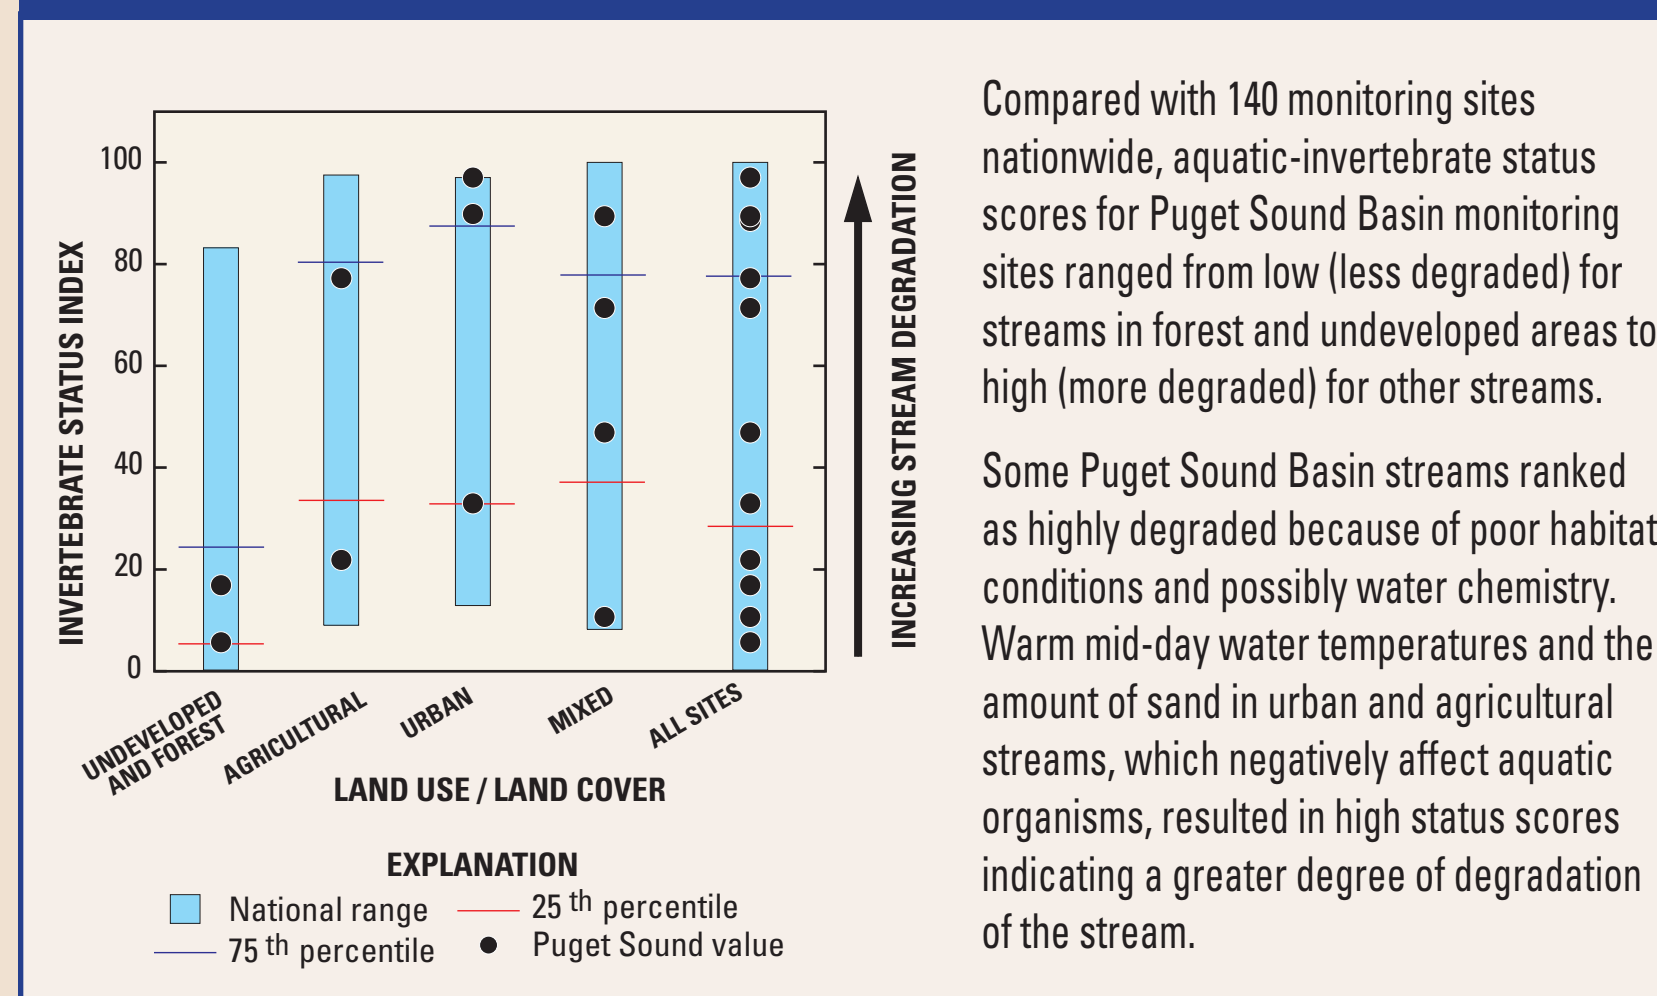 100
80
60
40
20
0
INVERTEBRATE STATUS INDEX
INCREASING STREAM DEGRADATION
UNDEVELOPED
AND FOREST
AGRICULTURAL
URBAN
MIXED
ALL SITES
LAND USE / LAND COVER
EXPLANATION
National range
25 th percentile
75 th percentile
Puget Sound value
Compared with 140 monitoring sites
nationwide, aquatic-invertebrate status
scores for Puget Sound Basin monitoring
sites ranged from low (less degraded) for
streams in forest and undeveloped areas to
high (more degraded) for other streams.
Some Puget Sound Basin streams ranked
as highly degraded because of poor habitat
conditions and possibly water chemistry.
Warm mid-day water temperatures and the
amount of sand in urban and agricultural
streams, which negatively affect aquatic
organisms, resulted in high status scores
indicating a greater degree of degradation
of the stream.